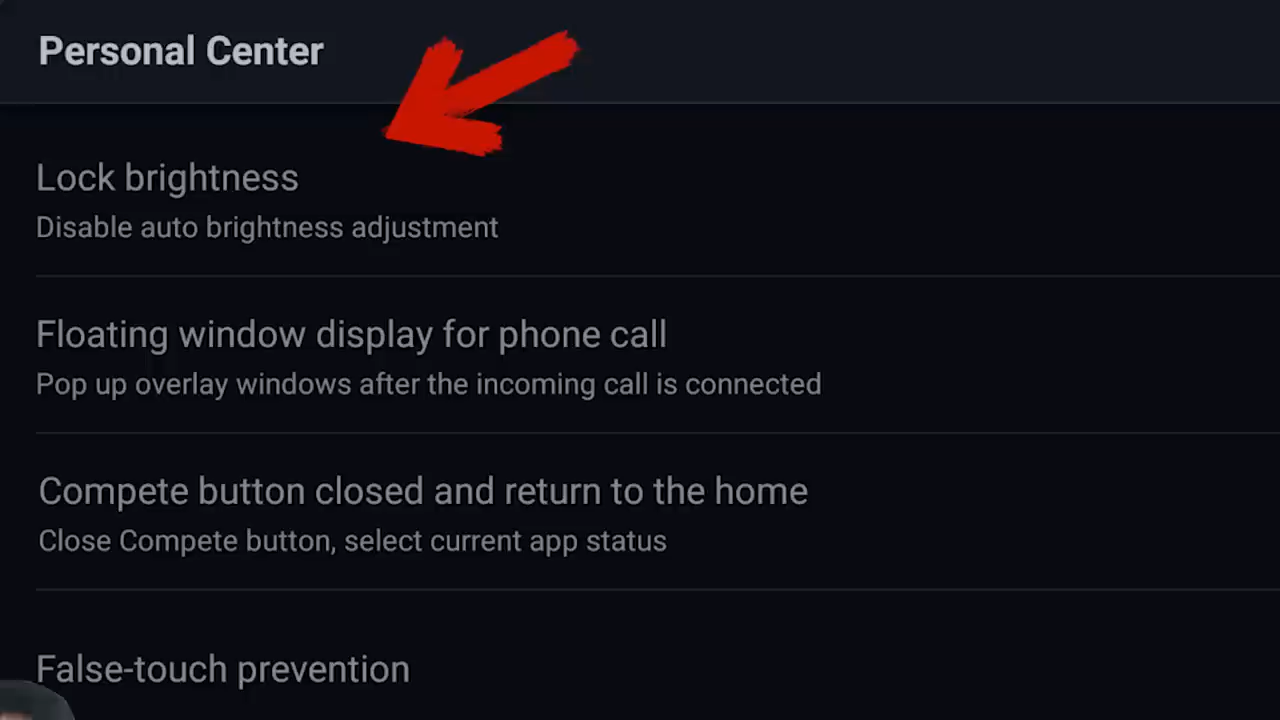 Personal Center
Lock brightness
Disable auto brightness adjustment
Floating window display for phone call
Pop up overlay windows after the incoming call is connected
Compete button closed and return to the home
Close Compete button, select current app status
False-touch prevention